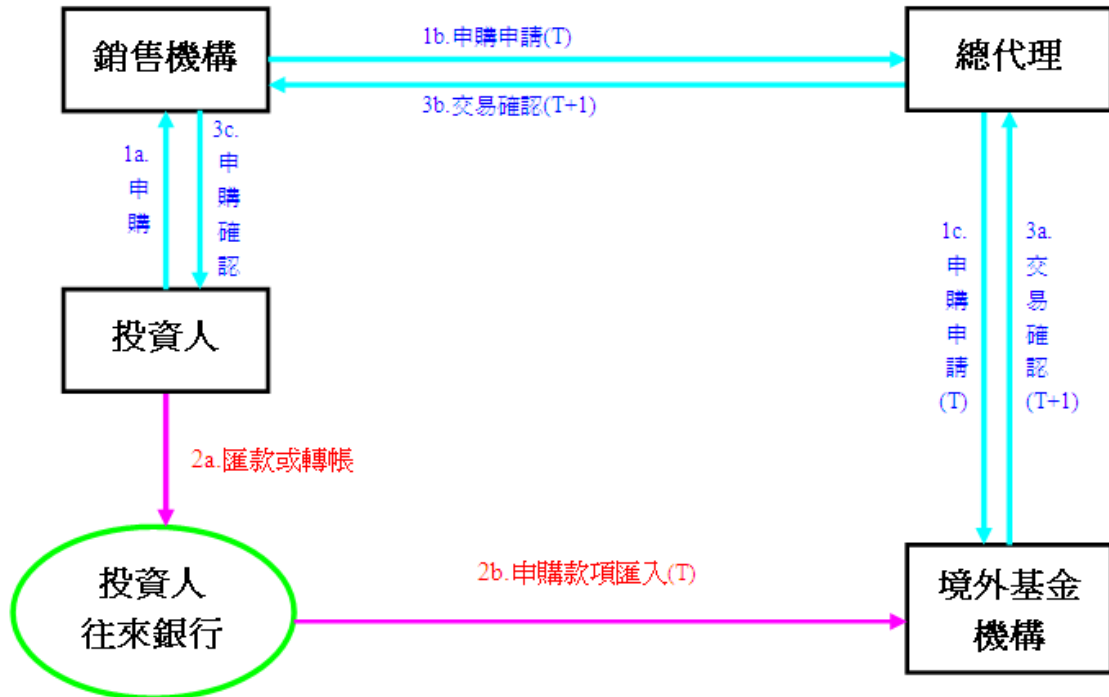 銷售機構
1b.申購申請(T)
總代理
3b.交易確認(T+1)
1a.
申
購
3c.
申
購
確
認
1c.
申
購
申
請
(T)
3a.
交
易
確
認
(T+1)
投資人
2a.匯款或轉帳
投資人
往來銀行
2b.申購款項匯入(T)
境外基金
機構